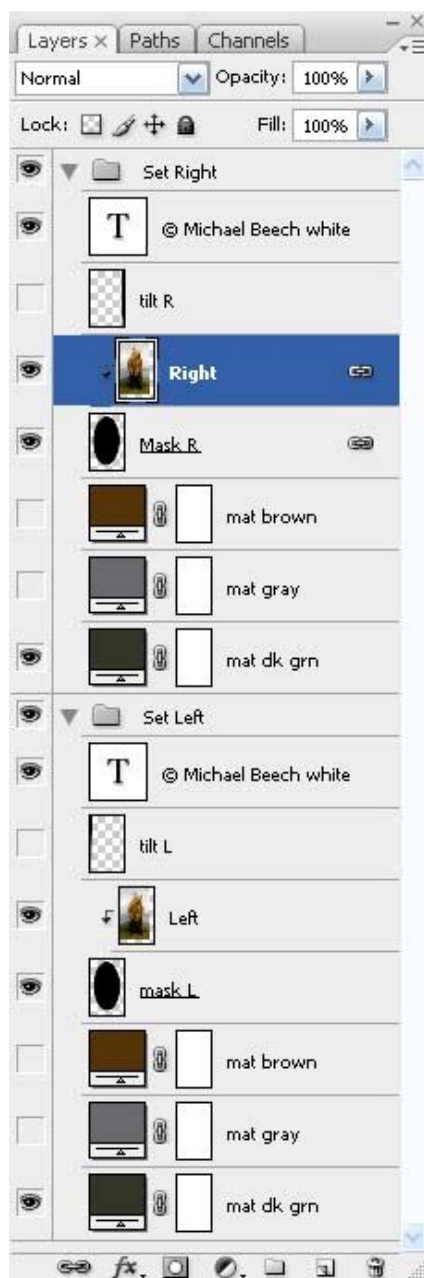 Layers × Paths Channels
Normal Opacity: 100%
Lock: Fill: 100%
Set Right
T © Michael Beech white
tilt R
Right
Mask R
mat brown
mat gray
mat dk grn
Set Left
T © Michael Beech white
tilt L
Left
mask L
mat brown
mat gray
mat dk grn
fx.